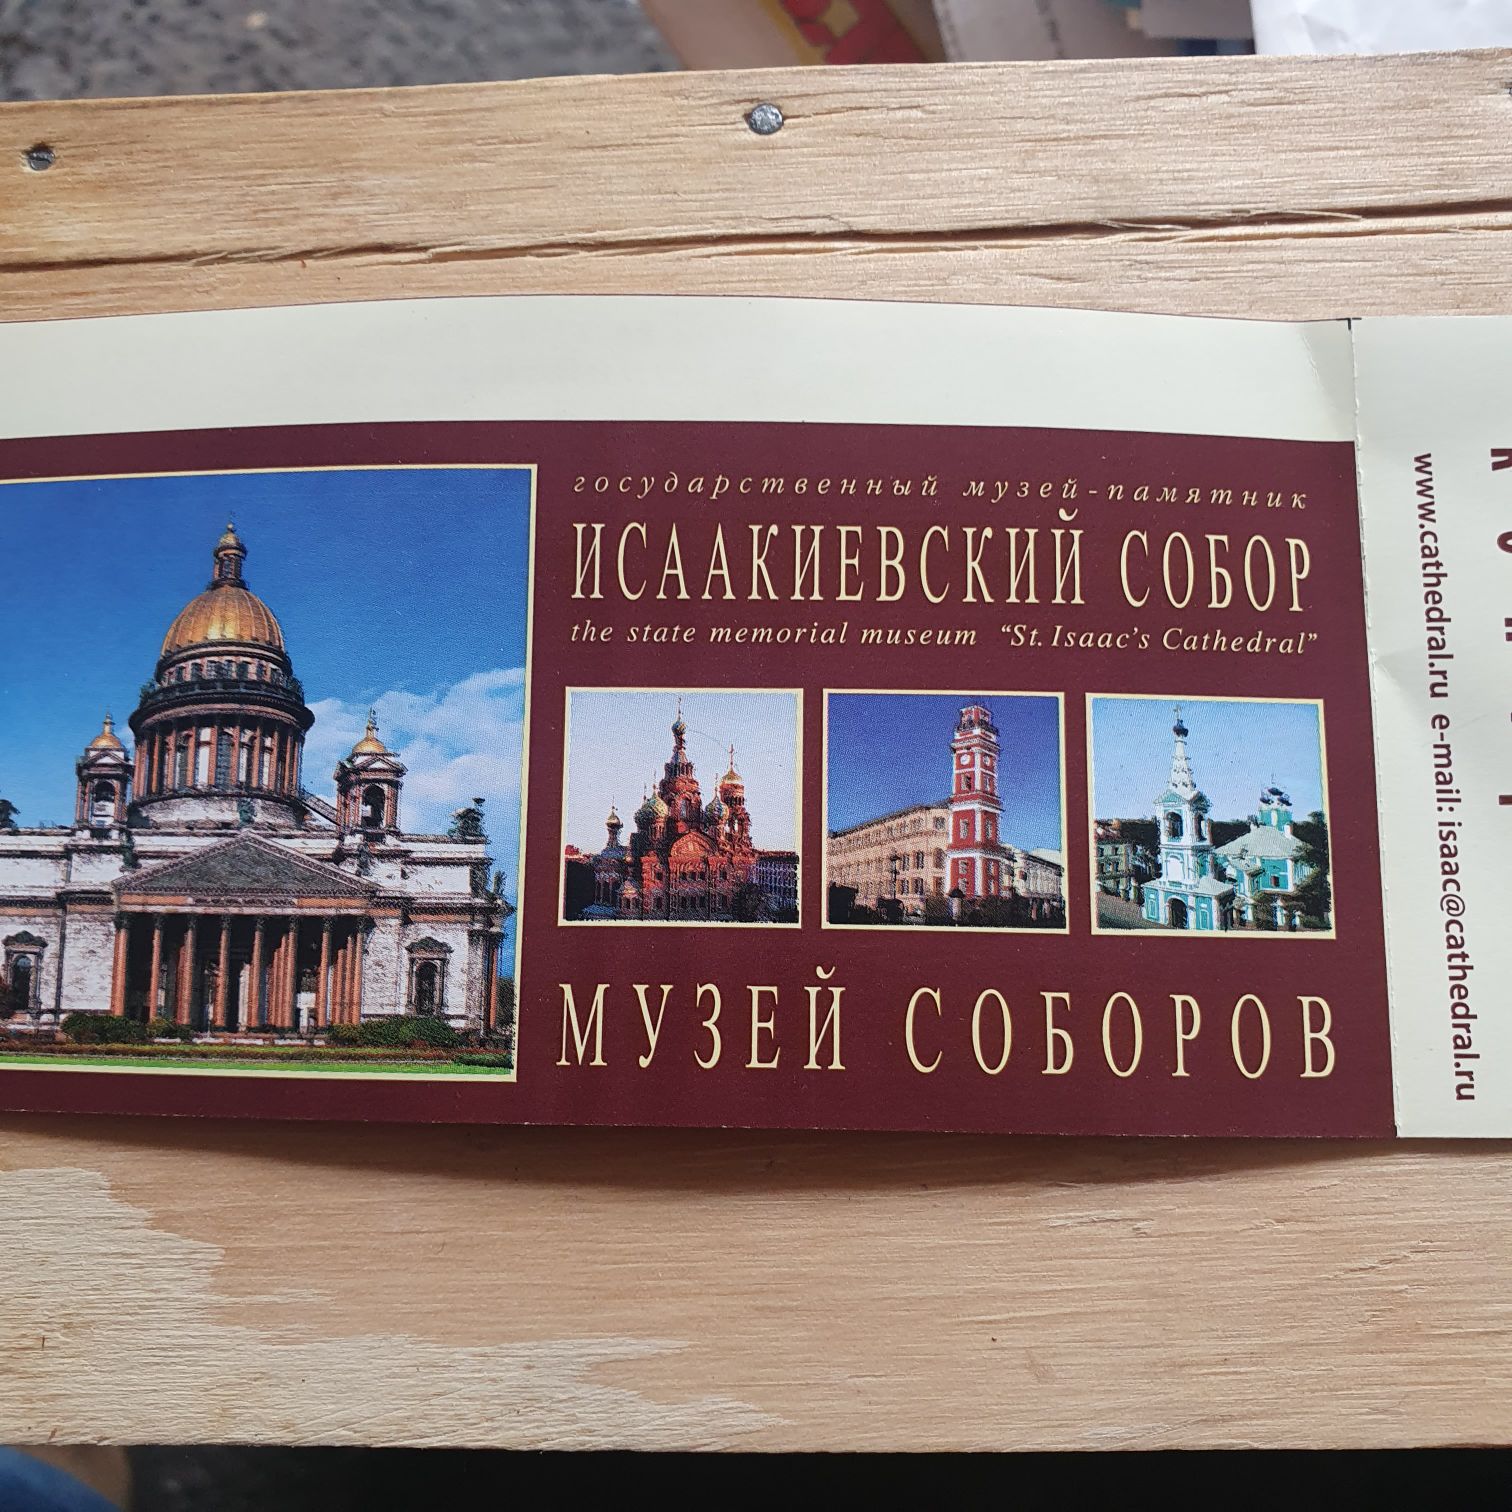 государственный музей-памятник
ИСААКИЕВСКИЙ СОБОР
the state memorial museum “St. Isaac’s Cathedral”
МУЗЕЙ СОБОРОВ
www.cathedral.ru e-mail: isaac@cathedral.ru